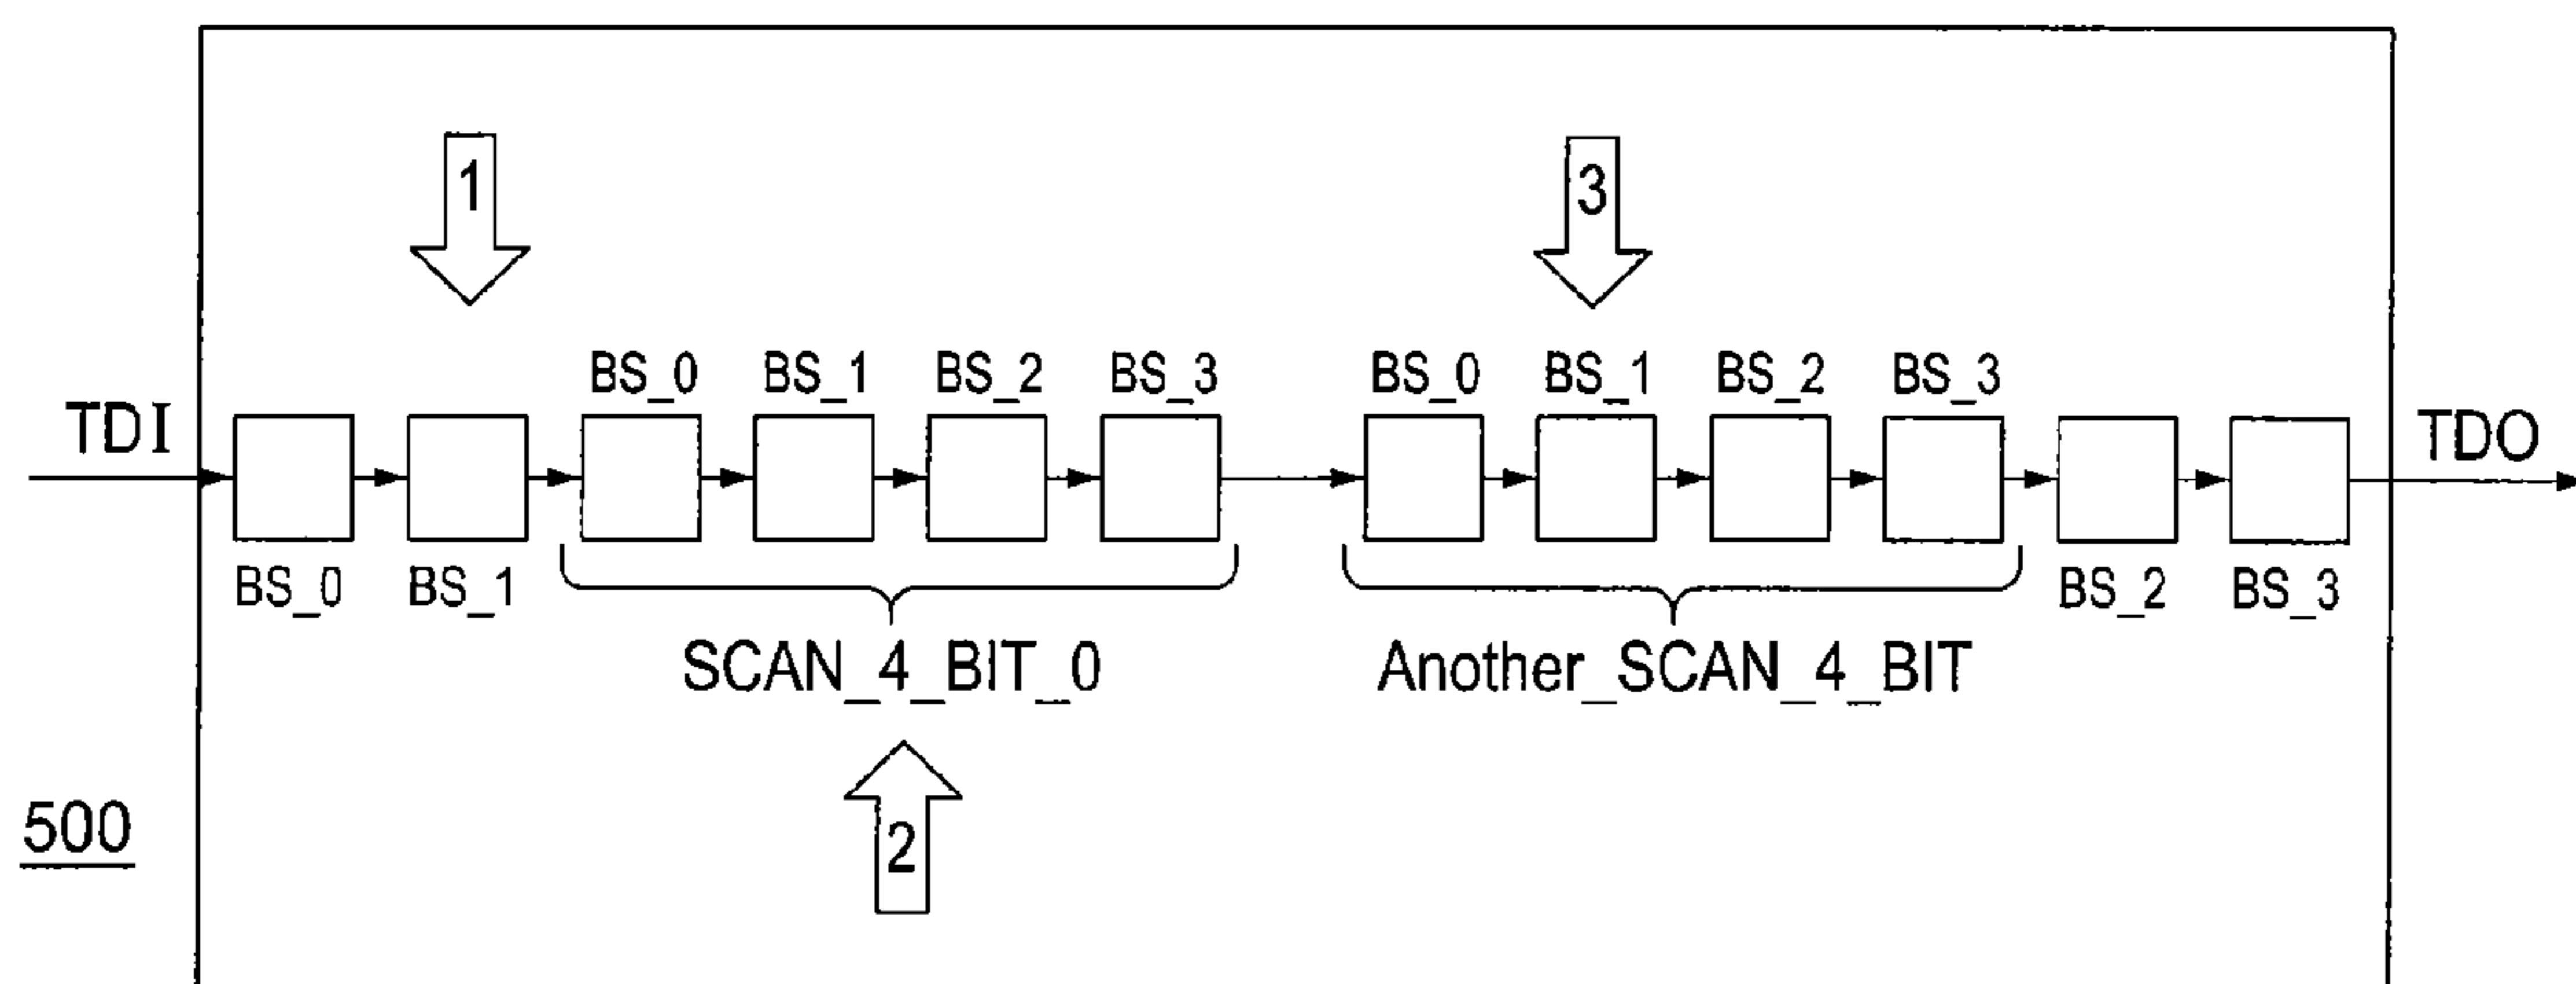 1
3
BS_0 BS_1 BS_2 BS_3 BS_0 BS_1 BS_2 BS_3
TDI
TDO
BS_0 BS_1
BS_2 BS_3
SCAN_4_BIT_0
Another_SCAN_4_BIT
500
2